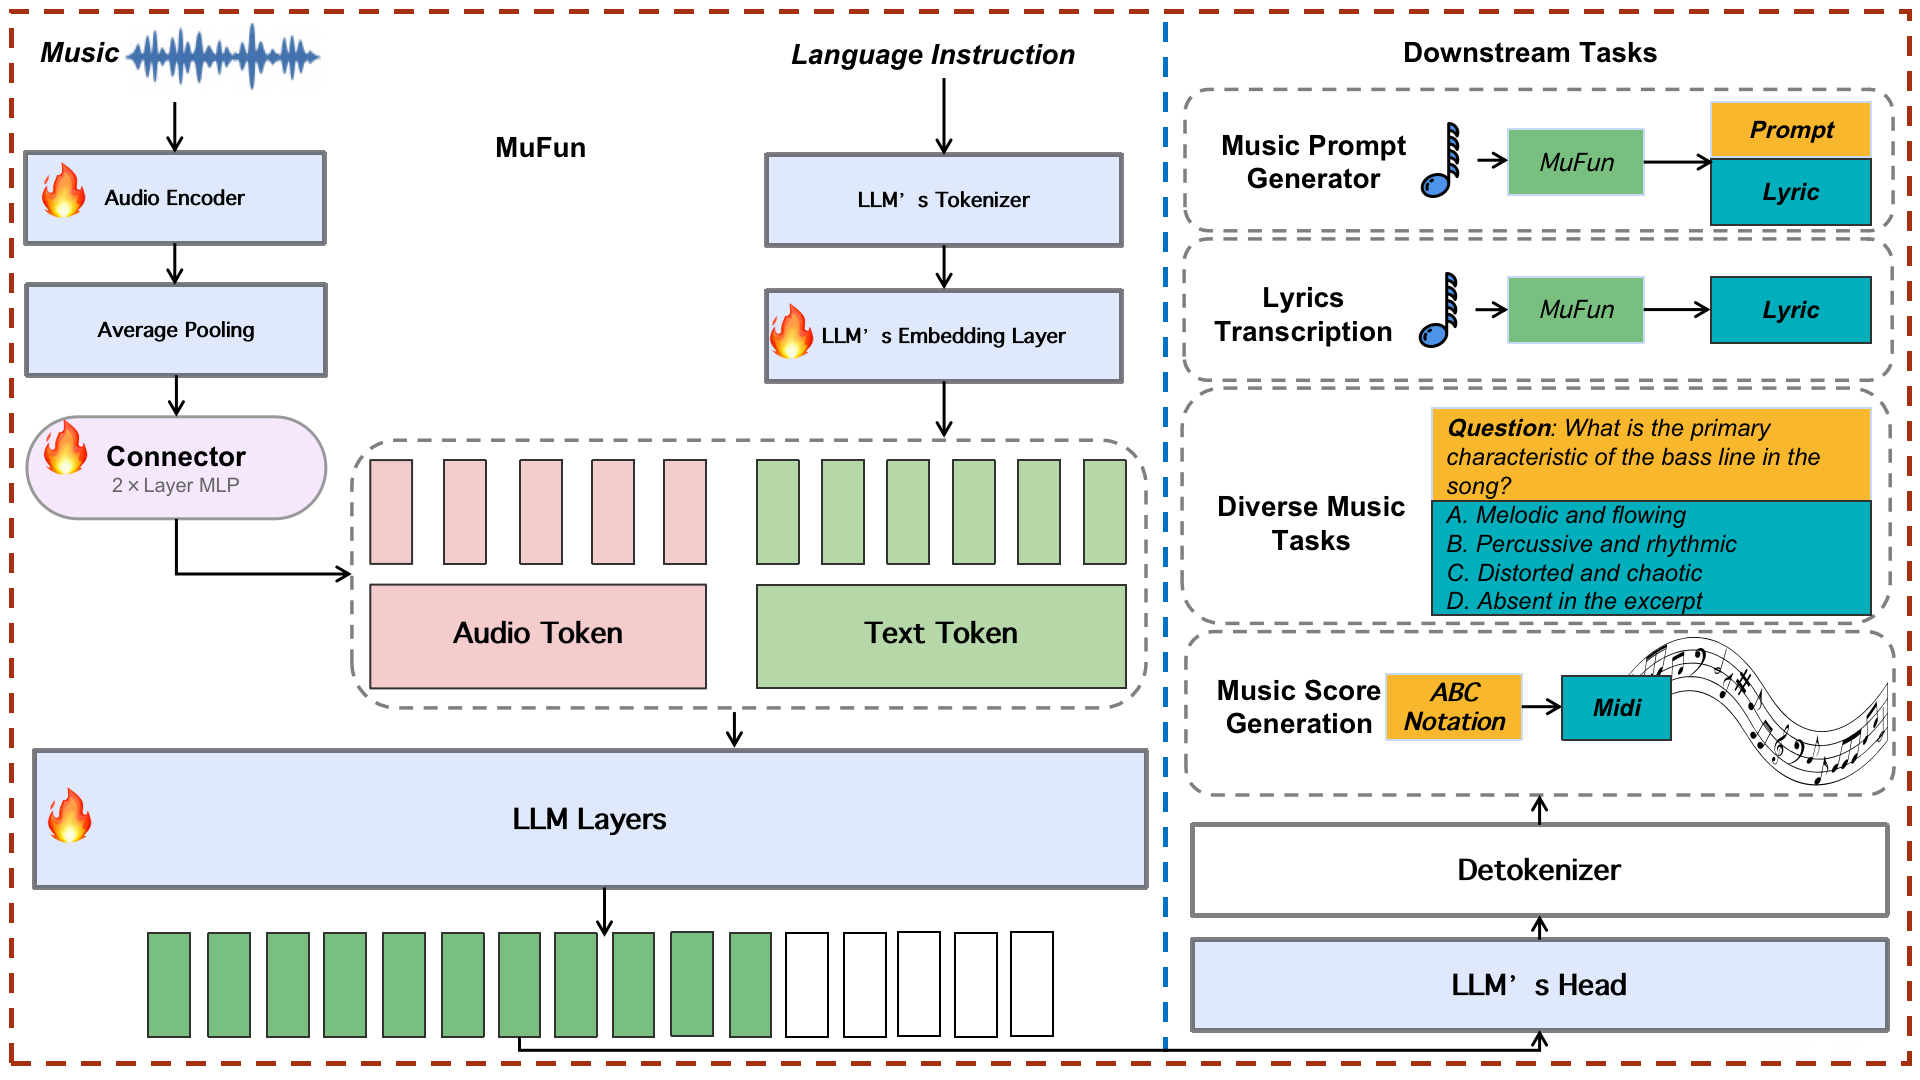 Music
Language Instruction
MuFun
Audio Encoder
Average Pooling
Connector
2×Layer MLP
LLM’s Tokenizer
LLM’s Embedding Layer
Audio Token
Text Token
LLM Layers
Downstream Tasks
Music Prompt
Generator
MuFun
Prompt
Lyric
Lyrics
Transcription
MuFun
Lyric
Diverse Music
Tasks
Question: What is the primary
characteristic of the bass line in the
song?
A. Melodic and flowing
B. Percussive and rhythmic
C. Distorted and chaotic
D. Absent in the excerpt
Music Score
Generation
ABC
Notation
Midi
Detokenizer
LLM’s Head